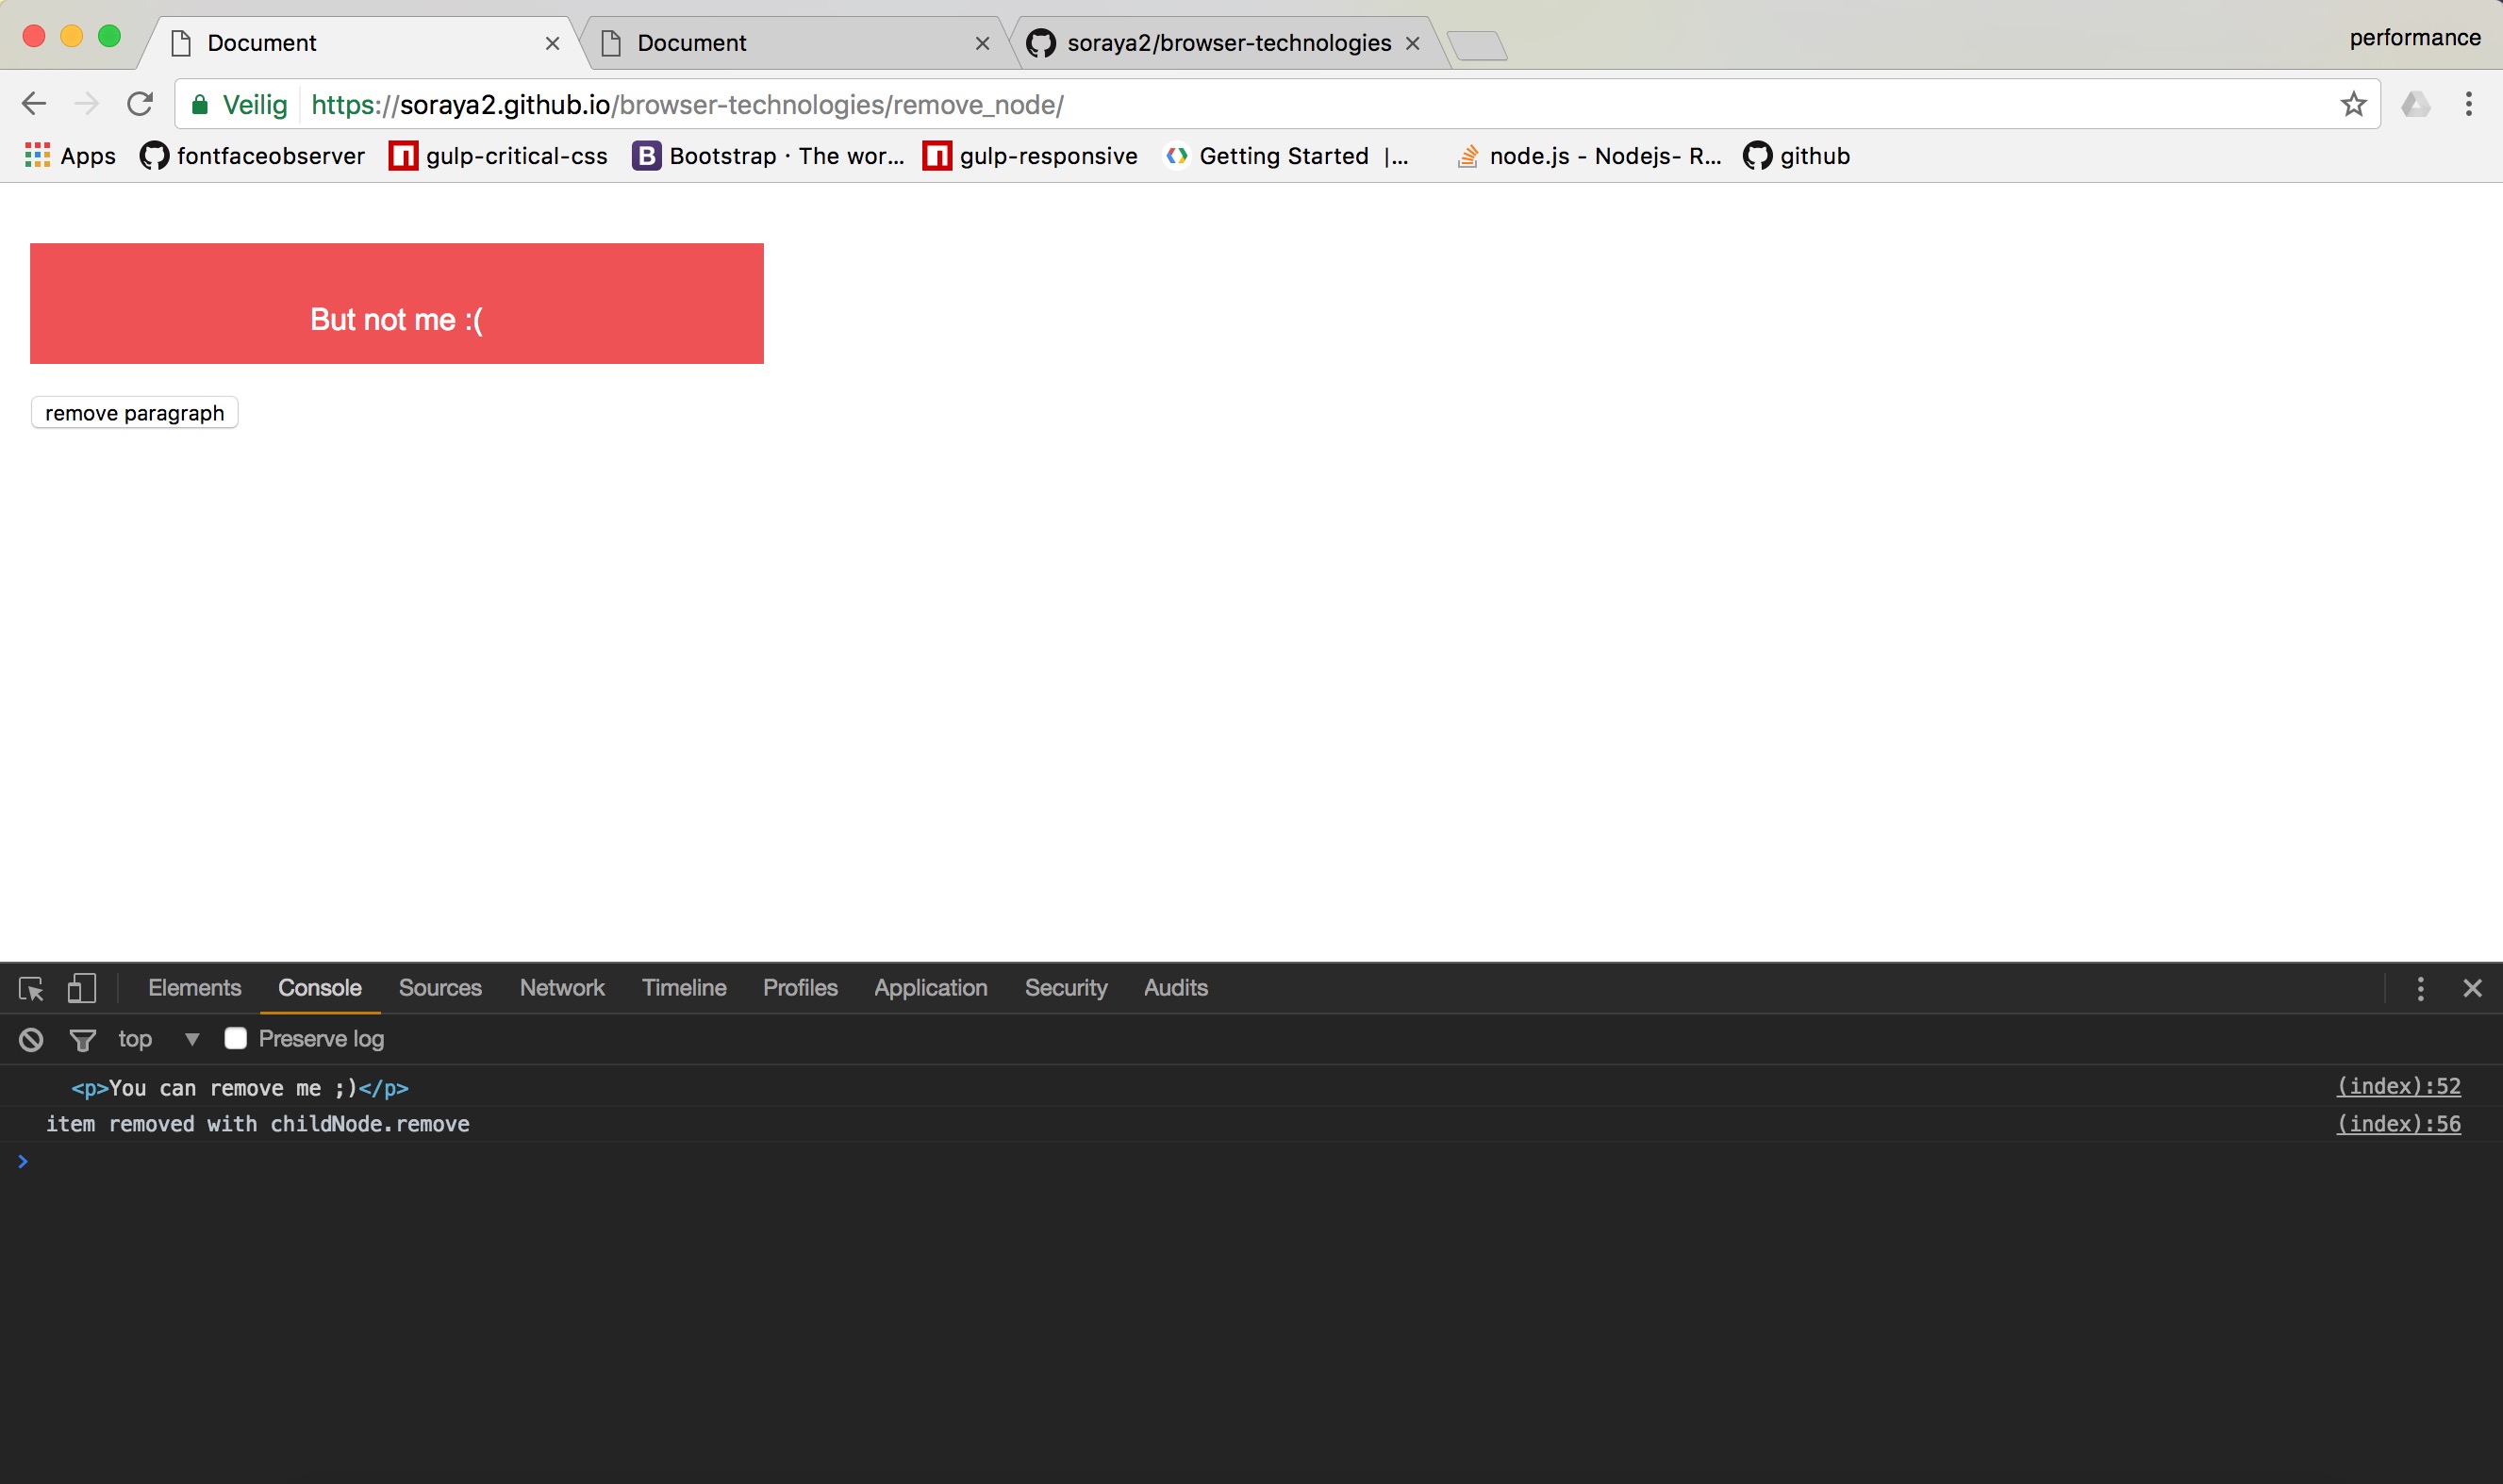 Document
Document
soraya2/browser-technologies
performance
Veilig https://soraya2.github.io/browser-technologies/remove_node/
Apps fontfaceobserver gulp-critical-css Bootstrap · The wor... gulp-responsive Getting Started |... node.js - Nodejs- R... github
But not me :(
remove paragraph
Elements Console Sources Network Timeline Profiles Application Security Audits
top Preserve log
<p>You can remove me ;)</p> (index):52
item removed with childNode.remove (index):56